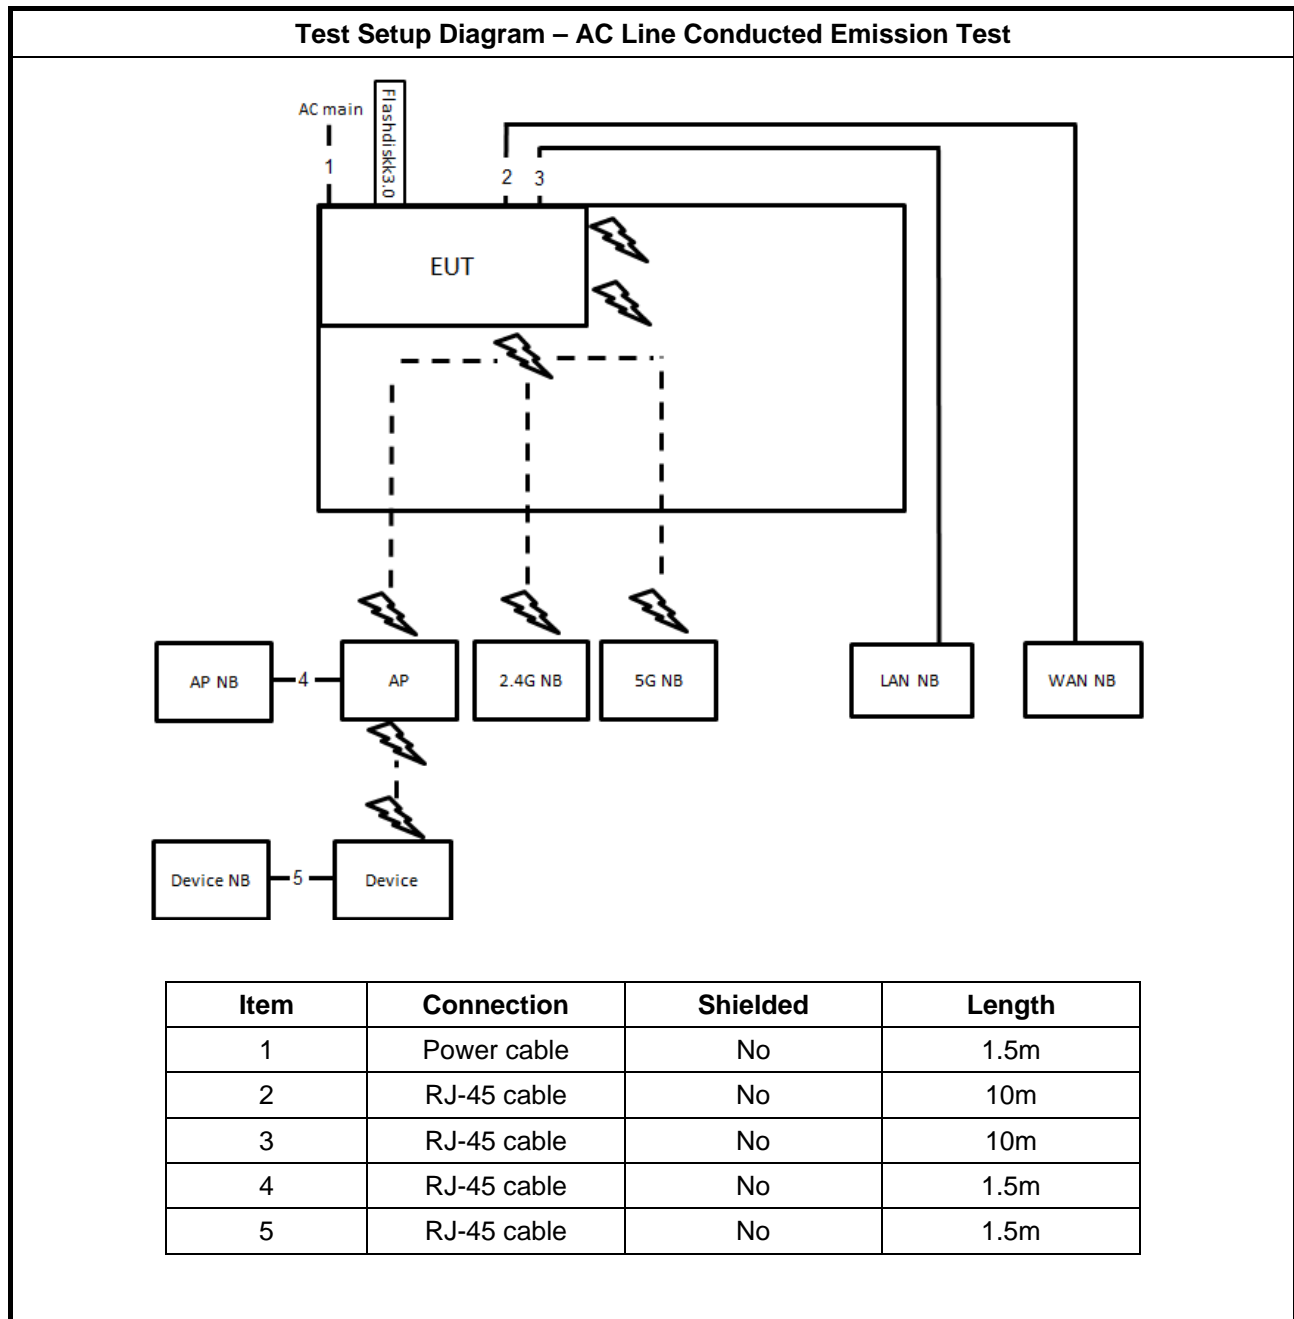 Test Setup Diagram – AC Line Conducted Emission Test
AC main
Flashdiskk3.0
1
2
3
EUT
AP NB
4
AP
2.4G NB
5G NB
LAN NB
WAN NB
Device NB
5
Device
Item Connection Shielded Length
1 Power cable No 1.5m
2 RJ-45 cable No 10m
3 RJ-45 cable No 10m
4 RJ-45 cable No 1.5m
5 RJ-45 cable No 1.5m